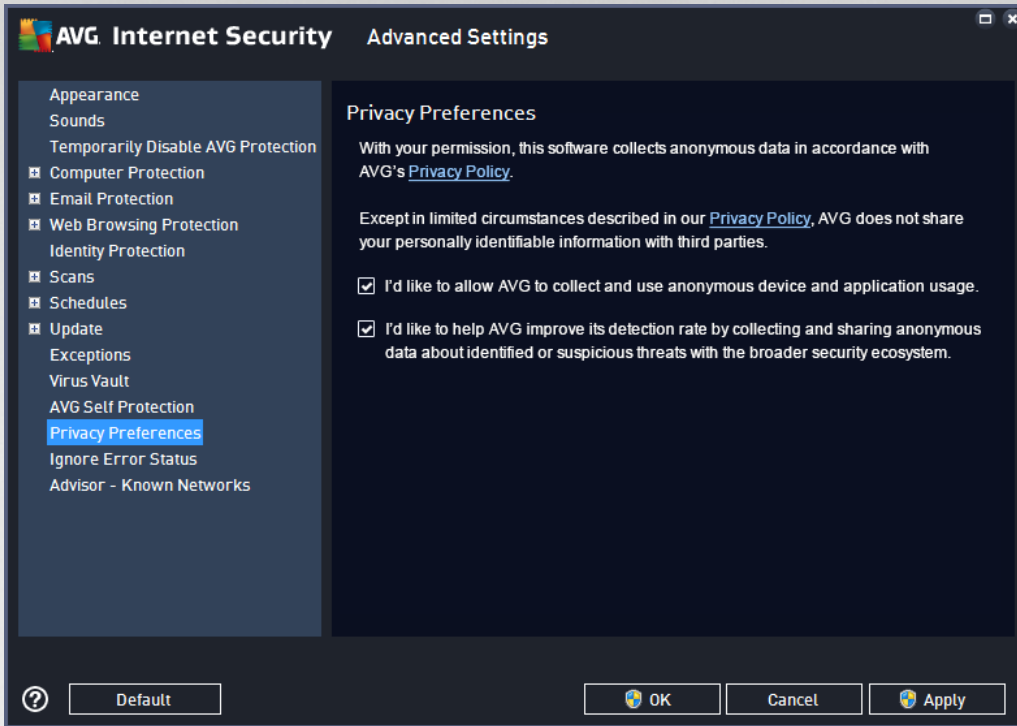 AVG. Internet Security Advanced Settings
Appearance
Sounds
Temporarily Disable AVG Protection
Computer Protection
Email Protection
Web Browsing Protection
Identity Protection
Scans
Schedules
Update
Exceptions
Virus Vault
AVG Self Protection
Privacy Preferences
Ignore Error Status
Advisor - Known Networks
Privacy Preferences
With your permission, this software collects anonymous data in accordance with
AVG's Privacy Policy.
Except in limited circumstances described in our Privacy Policy, AVG does not share
your personally identifiable information with third parties.
I'd like to allow AVG to collect and use anonymous device and application usage.
I'd like to help AVG improve its detection rate by collecting and sharing anonymous
data about identified or suspicious threats with the broader security ecosystem.
? Default OK Cancel Apply